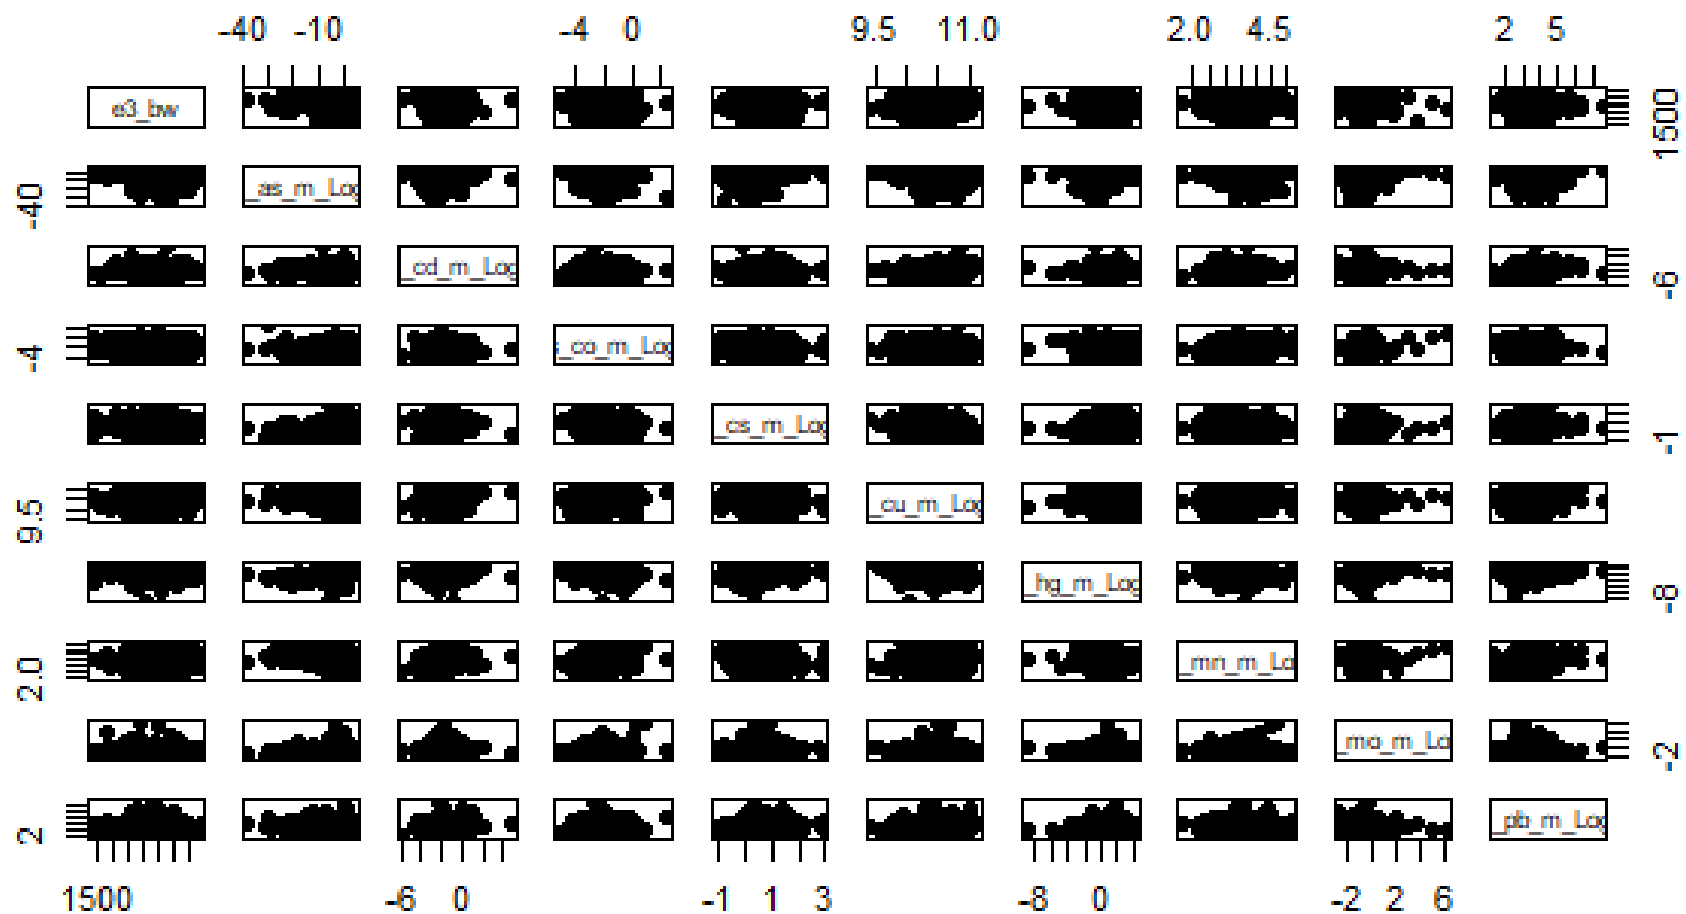 -40 -10 -4 0 9.5 11.0 2.0 4.5 2 5
e3_bw 1500
-40 _as_m_Log
_cd_m_Log -6
-4 s_co_m_Log
_cs_m_Log -1
9.5 _cu_m_Log
_hg_m_Log -8
2.0 _mn_m_Lo
_mo_m_Lo -2
2 _pb_m_Log
1500 -6 0 -1 1 3 -8 0 -2 2 6